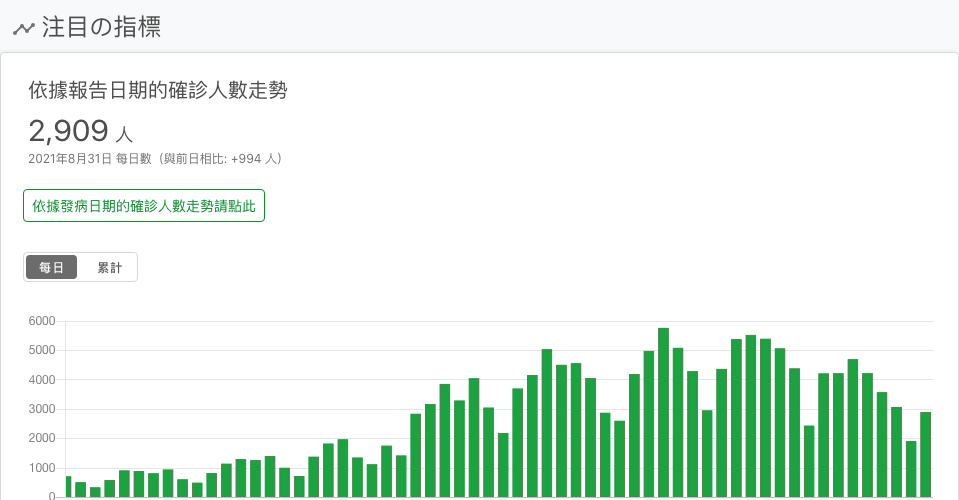 注目の指標
依據報告日期的確診人數走勢
2,909 人
2021年8月31日 每日數（與前日相比: +994 人）
依據發病日期的確診人數走勢請點此
每日 累計
6000
5000
4000
3000
2000
1000
0